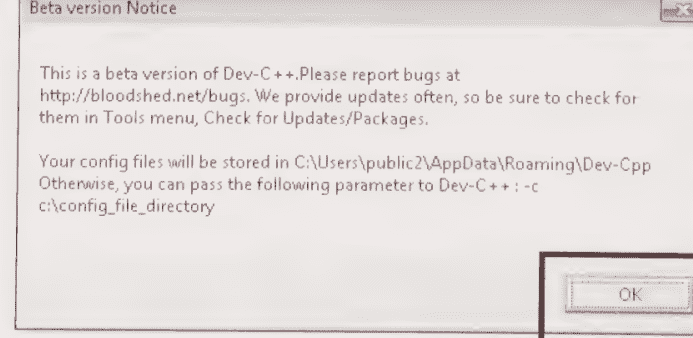 Beta version Notice
This is a beta version of Dev-C++.Please report bugs at
http://bloodshed.net/bugs. We provide updates often, so be sure to check for
them in Tools menu, Check for Updates/Packages.
Your config files will be stored in C:\Users\public2\AppData\Roaming\Dev-Cpp
Otherwise, you can pass the following parameter to Dev-C++ : -c
c:\config_file_directory
OK